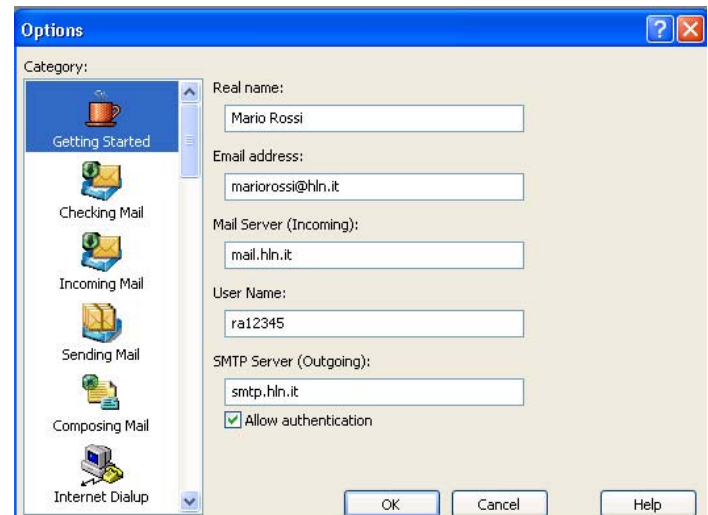 Options
Category:
Getting Started
Checking Mail
Incoming Mail
Sending Mail
Composing Mail
Internet Dialup
Real name:
Mario Rossi
Email address:
mariorossi@hln.it
Mail Server (Incoming):
mail.hln.it
User Name:
ra12345
SMTP Server (Outgoing):
smtp.hln.it
Allow authentication
OK
Cancel
Help